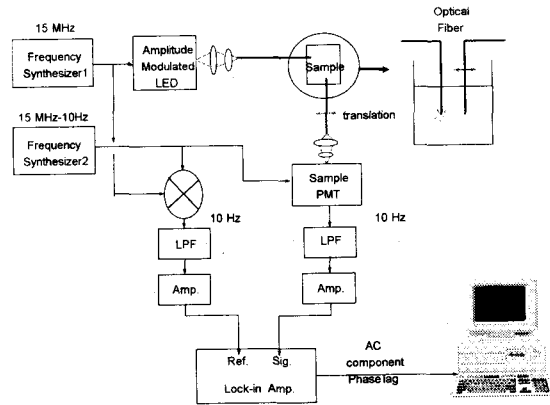 15 MHz
Frequency
Synthesizer1
Amplitude
Modulated
LED
Sample
Optical
Fiber
translation
15 MHz-10Hz
Frequency
Synthesizer2
Sample
PMT
10 Hz
10 Hz
LPF
LPF
Amp.
Amp.
Ref. Sig.
Lock-in Amp.
AC
component
Phase lag